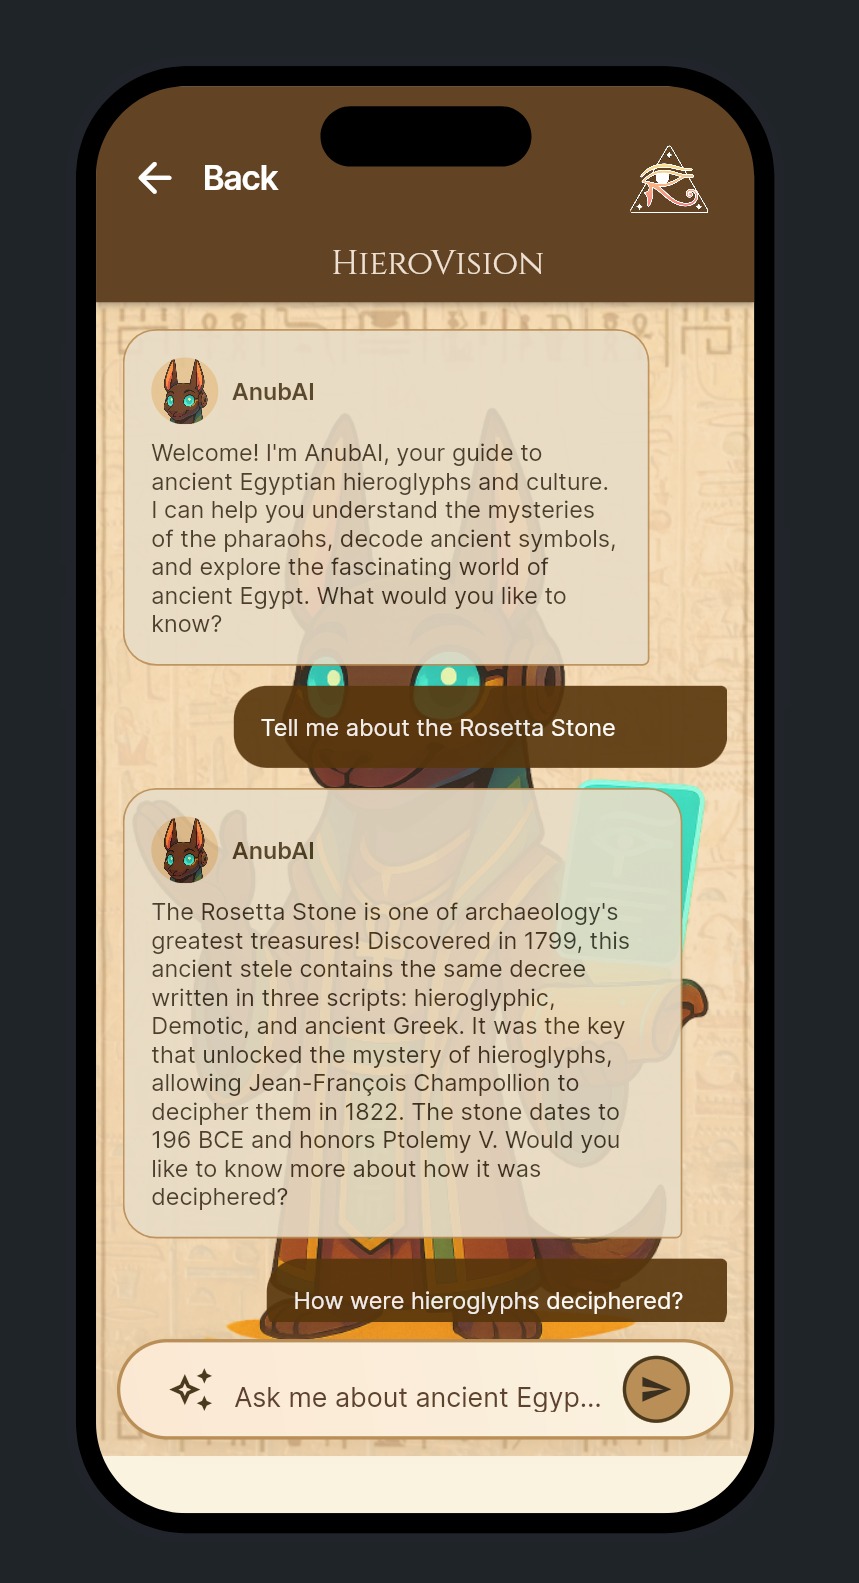 Back
HIEROVISION
AnubAI
Welcome! I'm AnubAI, your guide to
ancient Egyptian hieroglyphs and culture.
I can help you understand the mysteries
of the pharaohs, decode ancient symbols,
and explore the fascinating world of
ancient Egypt. What would you like to
know?
Tell me about the Rosetta Stone
AnubAI
The Rosetta Stone is one of archaeology's
greatest treasures! Discovered in 1799, this
ancient stele contains the same decree
written in three scripts: hieroglyphic,
Demotic, and ancient Greek. It was the key
that unlocked the mystery of hieroglyphs,
allowing Jean-François Champollion to
decipher them in 1822. The stone dates to
196 BCE and honors Ptolemy V. Would you
like to know more about how it was
deciphered?
How were hieroglyphs deciphered?
Ask me about ancient Egyp...